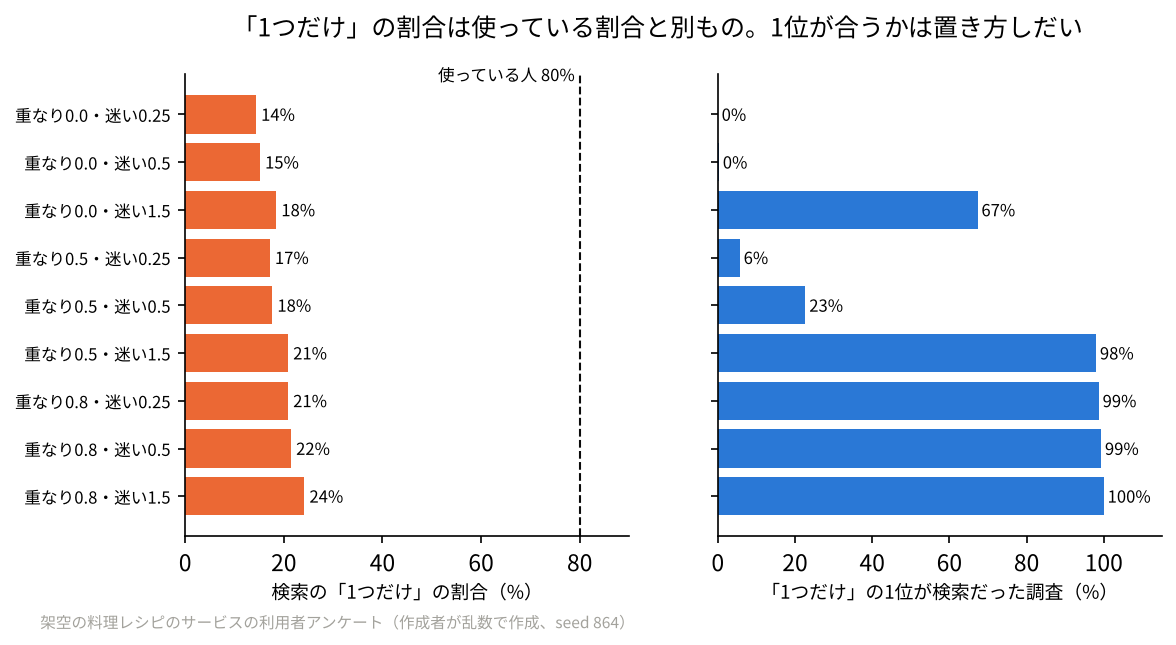 「1つだけ」の割合は使っている割合と別もの。1位が合うかは置き方しだい
使っている人 80%
重なり0.0・迷い0.25
14%
0%
重なり0.0・迷い0.5
15%
0%
重なり0.0・迷い1.5
18%
67%
重なり0.5・迷い0.25
17%
6%
重なり0.5・迷い0.5
18%
23%
重なり0.5・迷い1.5
21%
98%
重なり0.8・迷い0.25
21%
99%
重なり0.8・迷い0.5
22%
99%
重なり0.8・迷い1.5
24%
100%
0 20 40 60 80
0 20 40 60 80 100
検索の「1つだけ」の割合（%）
「1つだけ」の1位が検索だった調査（%）
架空の料理レシピのサービスの利用者アンケート（作成者が乱数で作成、seed 864）